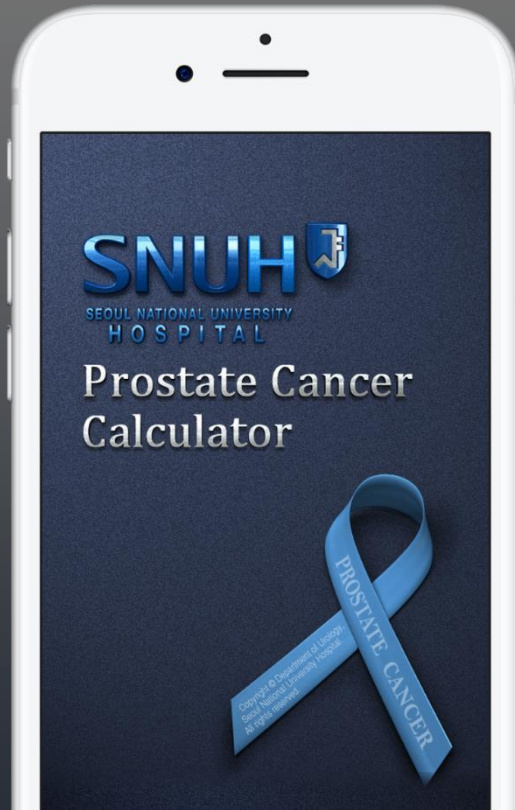 SNUH
SEOUL NATIONAL UNIVERSITY
HOSPITAL
Prostate Cancer
Calculator
PROSTATE CANCER
Copyright © Department of Urology,
Seoul National University Hospital.
All rights reserved.